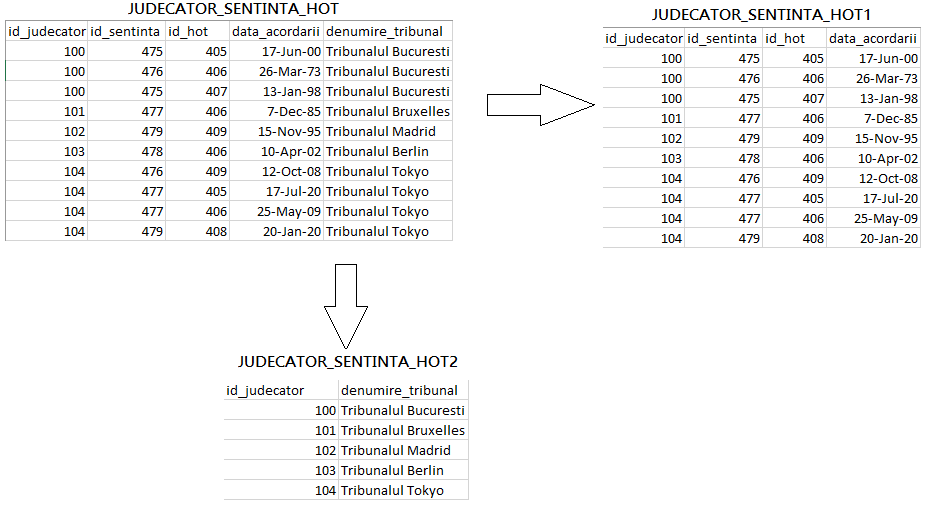 JUDECATOR_SENTINTA_HOT
id_judecator id_sentinta id_hot data_acordarii denumire_tribunal
100 475 405 17-Jun-00 Tribunalul Bucuresti
100 476 406 26-Mar-73 Tribunalul Bucuresti
100 475 407 13-Jan-98 Tribunalul Bucuresti
101 477 406 7-Dec-85 Tribunalul Bruxelles
102 479 409 15-Nov-95 Tribunalul Madrid
103 478 406 10-Apr-02 Tribunalul Berlin
104 476 409 12-Oct-08 Tribunalul Tokyo
104 477 405 17-Jul-20 Tribunalul Tokyo
104 477 406 25-May-09 Tribunalul Tokyo
104 479 408 20-Jan-20 Tribunalul Tokyo
JUDECATOR_SENTINTA_HOT1
id_judecator id_sentinta id_hot data_acordarii
100 475 405 17-Jun-00
100 476 406 26-Mar-73
100 475 407 13-Jan-98
101 477 406 7-Dec-85
102 479 409 15-Nov-95
103 478 406 10-Apr-02
104 476 409 12-Oct-08
104 477 405 17-Jul-20
104 477 406 25-May-09
104 479 408 20-Jan-20
JUDECATOR_SENTINTA_HOT2
id_judecator denumire_tribunal
100 Tribunalul Bucuresti
101 Tribunalul Bruxelles
102 Tribunalul Madrid
103 Tribunalul Berlin
104 Tribunalul Tokyo